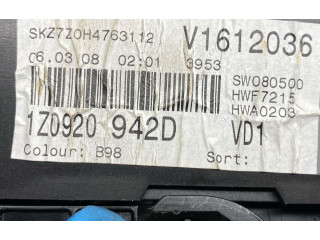 SKZ7Z0H4763112 V1612036
06.03.08 02:01 3953
SW080500
HWF7215
HWA0203
1Z0920 942D VD1
Colour: B98 Sort: